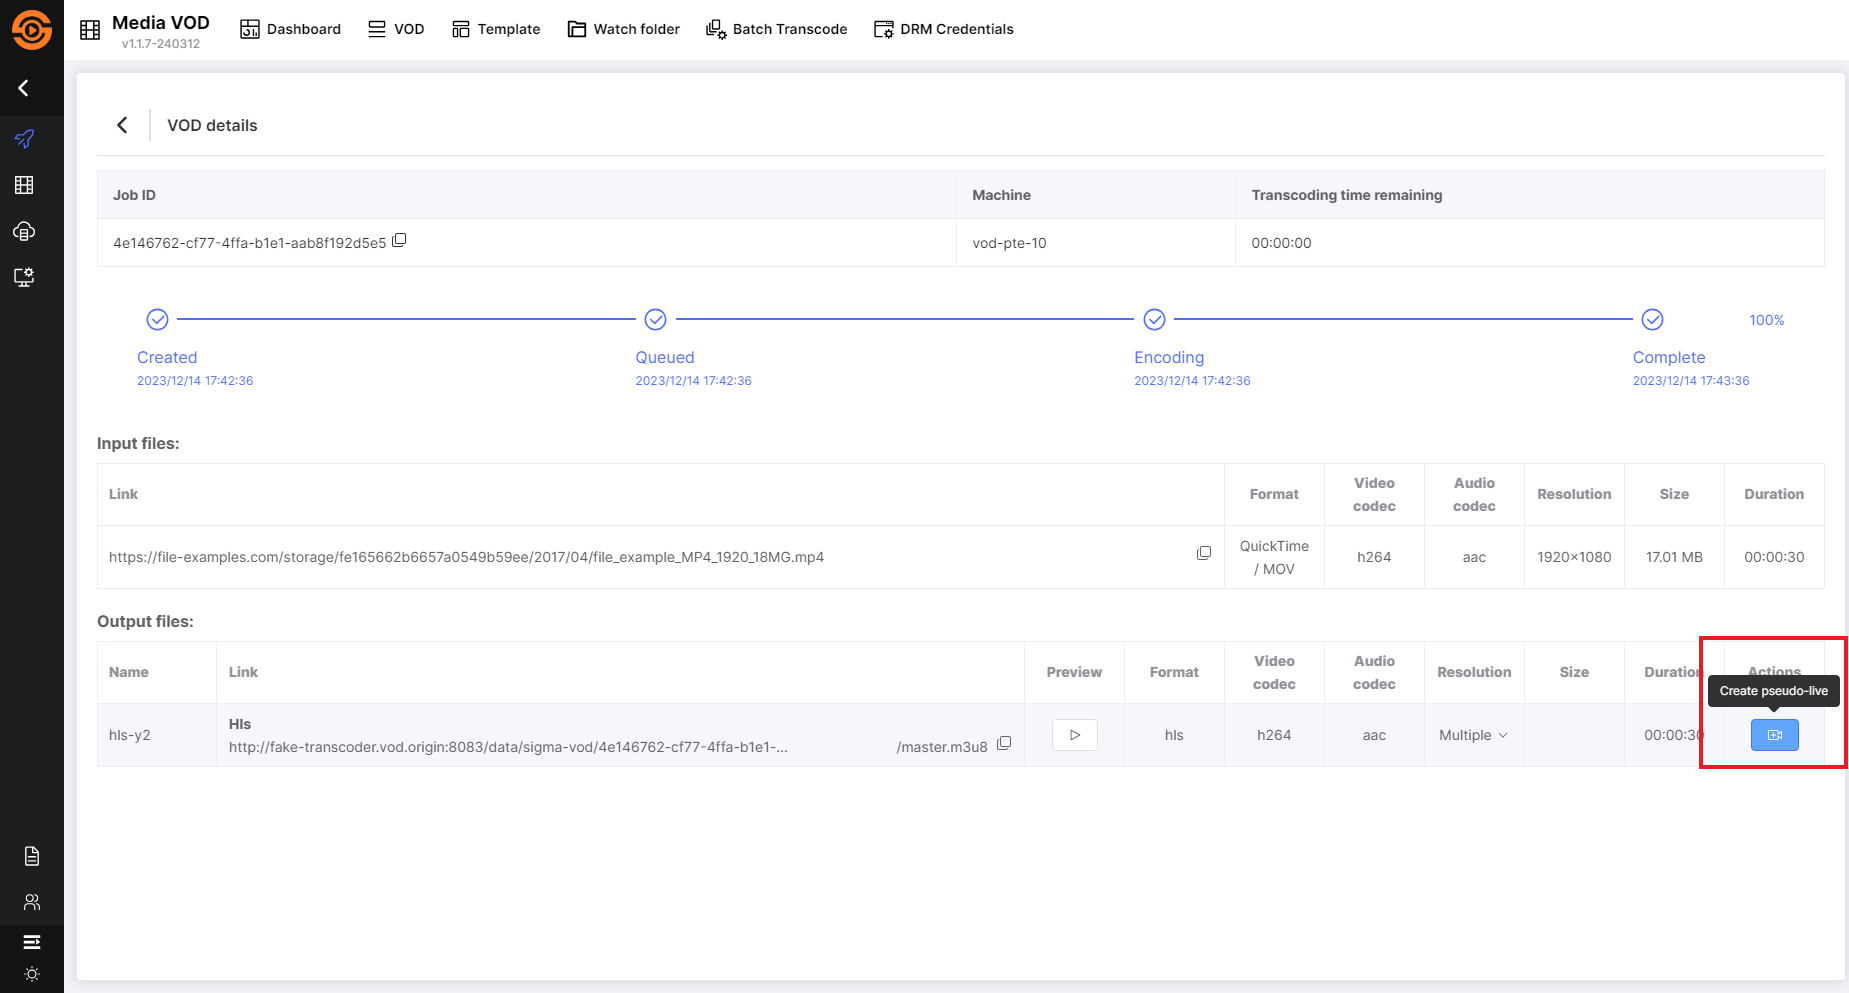 Media VOD
v1.1.7-240312
Dashboard
VOD
Template
Watch folder
Batch Transcode
DRM Credentials
VOD details
Job ID
Machine
Transcoding time remaining
4e146762-cf77-4ffa-b1e1-aab8f192d5e5
vod-pte-10
00:00:00
100%
Created
Queued
Encoding
Complete
2023/12/14 17:42:36
2023/12/14 17:42:36
2023/12/14 17:42:36
2023/12/14 17:43:36
Input files:
Link
Format
Video
codec
Audio
codec
Resolution
Size
Duration
https://file-examples.com/storage/fe165662b6657a0549b59ee/2017/04/file_example_MP4_1920_18MG.mp4
QuickTime
/ MOV
h264
aac
1920×1080
17.01 MB
00:00:30
Output files:
Name
Link
Preview
Format
Video
codec
Audio
codec
Resolution
Size
Duration
Actions
Create pseudo-live
hls-y2
Hls
http://fake-transcoder.vod.origin:8083/data/sigma-vod/4e146762-cf77-4ffa-b1e1-...
/master.m3u8
hls
h264
aac
Multiple
00:00:30